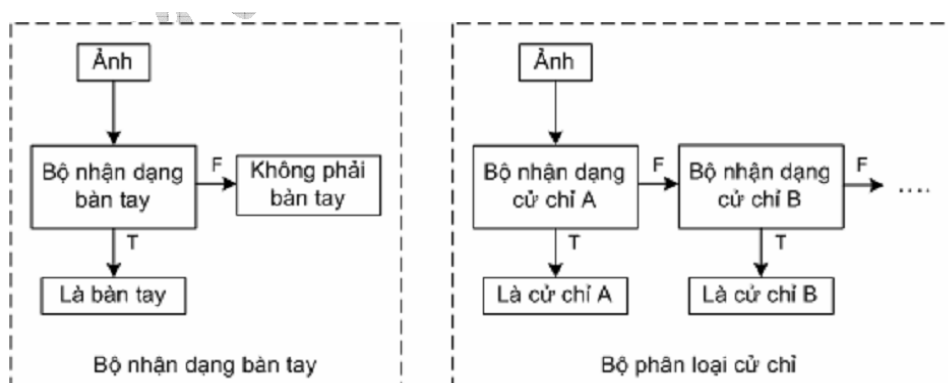 Ảnh
Bộ nhận dạng
bàn tay
F
Không phải
bàn tay
T
Là bàn tay
Bộ nhận dạng bàn tay
Ảnh
Bộ nhận dạng
cử chỉ A
F
Bộ nhận dạng
cử chỉ B
F
....
T
T
Là cử chỉ A
Là cử chỉ B
Bộ phân loại cử chỉ